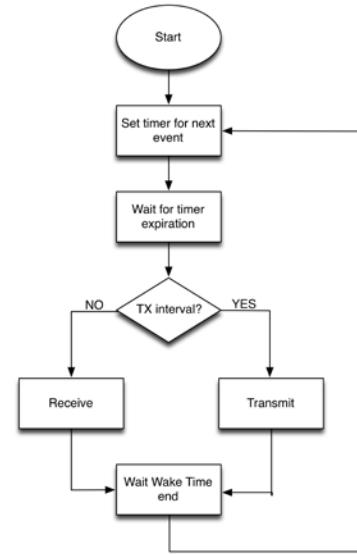 Start
Set timer for next
event
Wait for timer
expiration
NO
TX interval?
YES
Receive
Transmit
Wait Wake Time
end